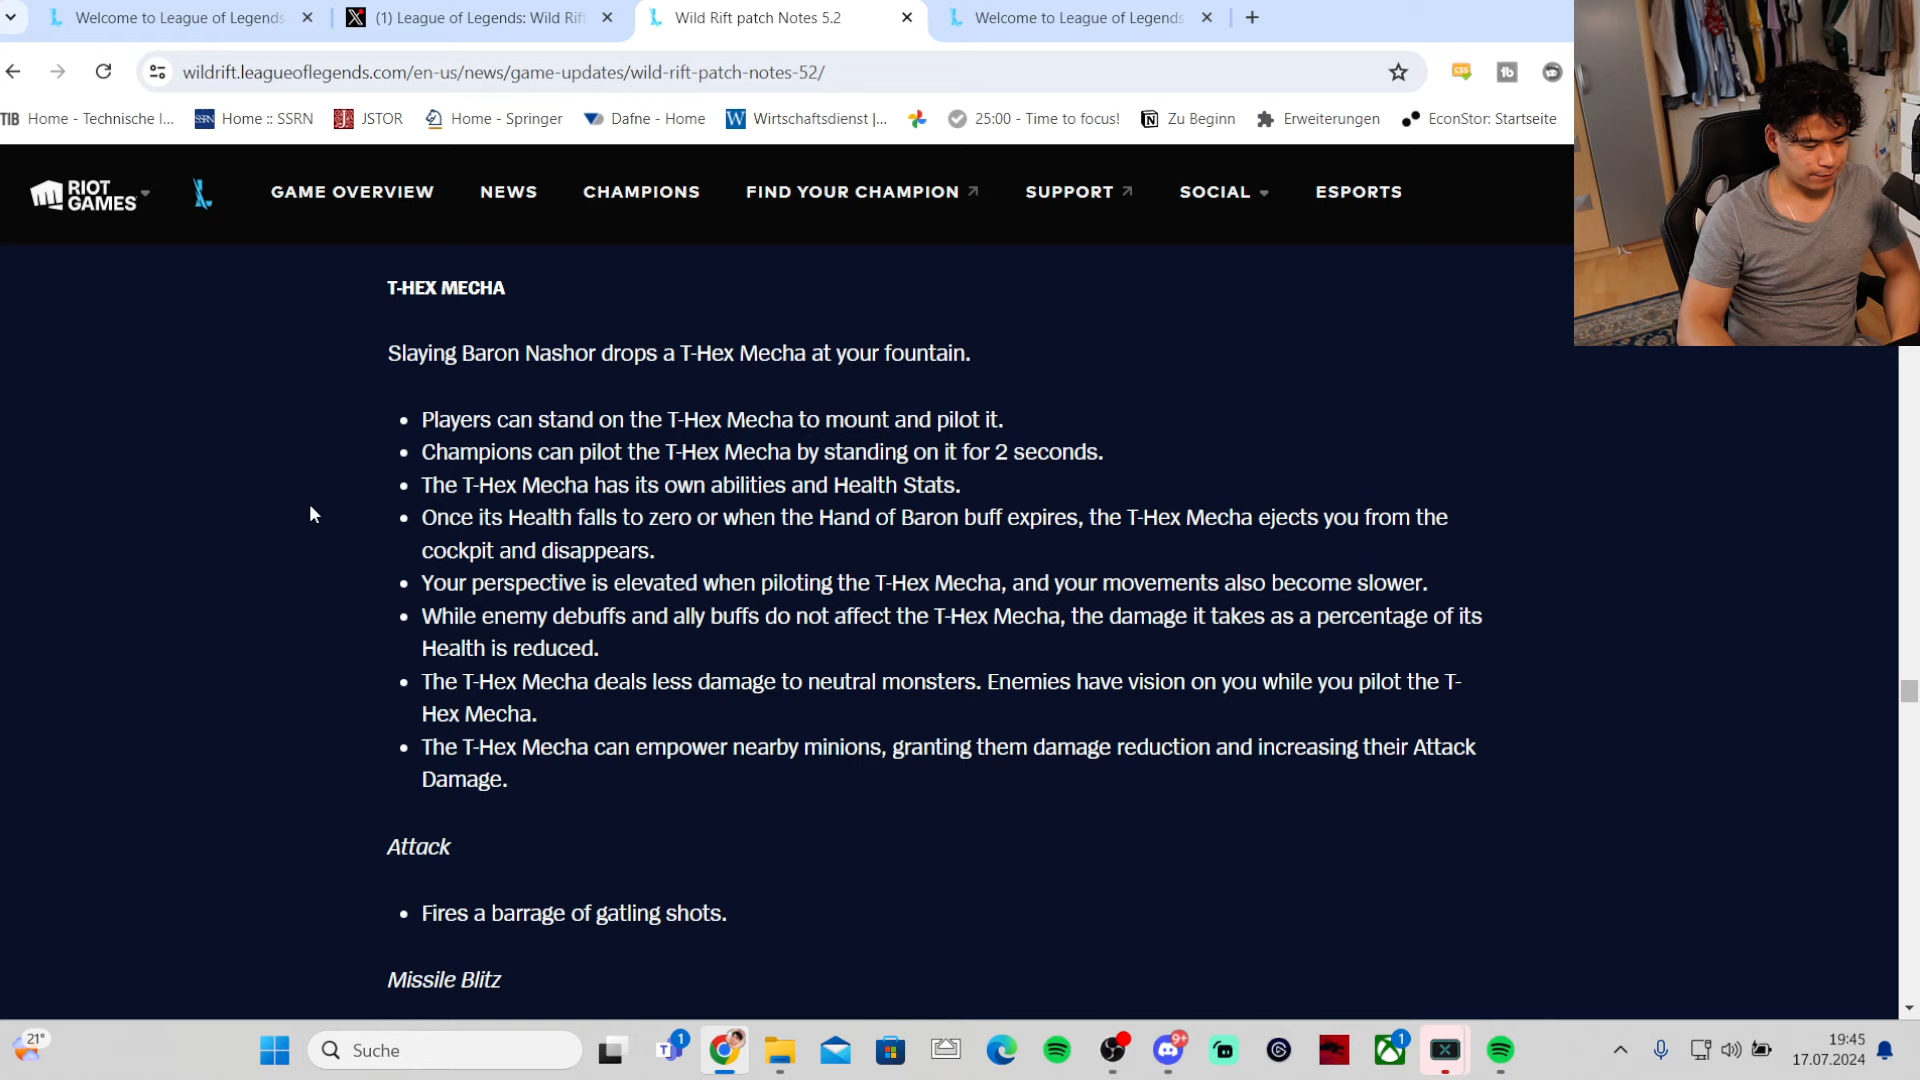 Welcome to League of Legends
(1) League of Legends: Wild Rif
Wild Rift patch Notes 5.2
Welcome to League of Legends
wildrift.leagueoflegends.com/en-us/news/game-updates/wild-rift-patch-notes-52/
TIB Home - Technische I... SSRN Home :: SSRN JSTOR Home - Springer Dafne - Home W Wirtschaftsdienst |... 25:00 - Time to focus! Zu Beginn Erweiterungen EconStor: Startseite
RIOT GAMES GAME OVERVIEW NEWS CHAMPIONS FIND YOUR CHAMPION SUPPORT SOCIAL ESPORTS
T-HEX MECHA
Slaying Baron Nashor drops a T-Hex Mecha at your fountain.
• Players can stand on the T-Hex Mecha to mount and pilot it.
• Champions can pilot the T-Hex Mecha by standing on it for 2 seconds.
• The T-Hex Mecha has its own abilities and Health Stats.
• Once its Health falls to zero or when the Hand of Baron buff expires, the T-Hex Mecha ejects you from the
cockpit and disappears.
• Your perspective is elevated when piloting the T-Hex Mecha, and your movements also become slower.
• While enemy debuffs and ally buffs do not affect the T-Hex Mecha, the damage it takes as a percentage of its
Health is reduced.
• The T-Hex Mecha deals less damage to neutral monsters. Enemies have vision on you while you pilot the T-
Hex Mecha.
• The T-Hex Mecha can empower nearby minions, granting them damage reduction and increasing their Attack
Damage.
Attack
• Fires a barrage of gatling shots.
Missile Blitz
21°
Suche
1
9+
1
19:45
17.07.2024